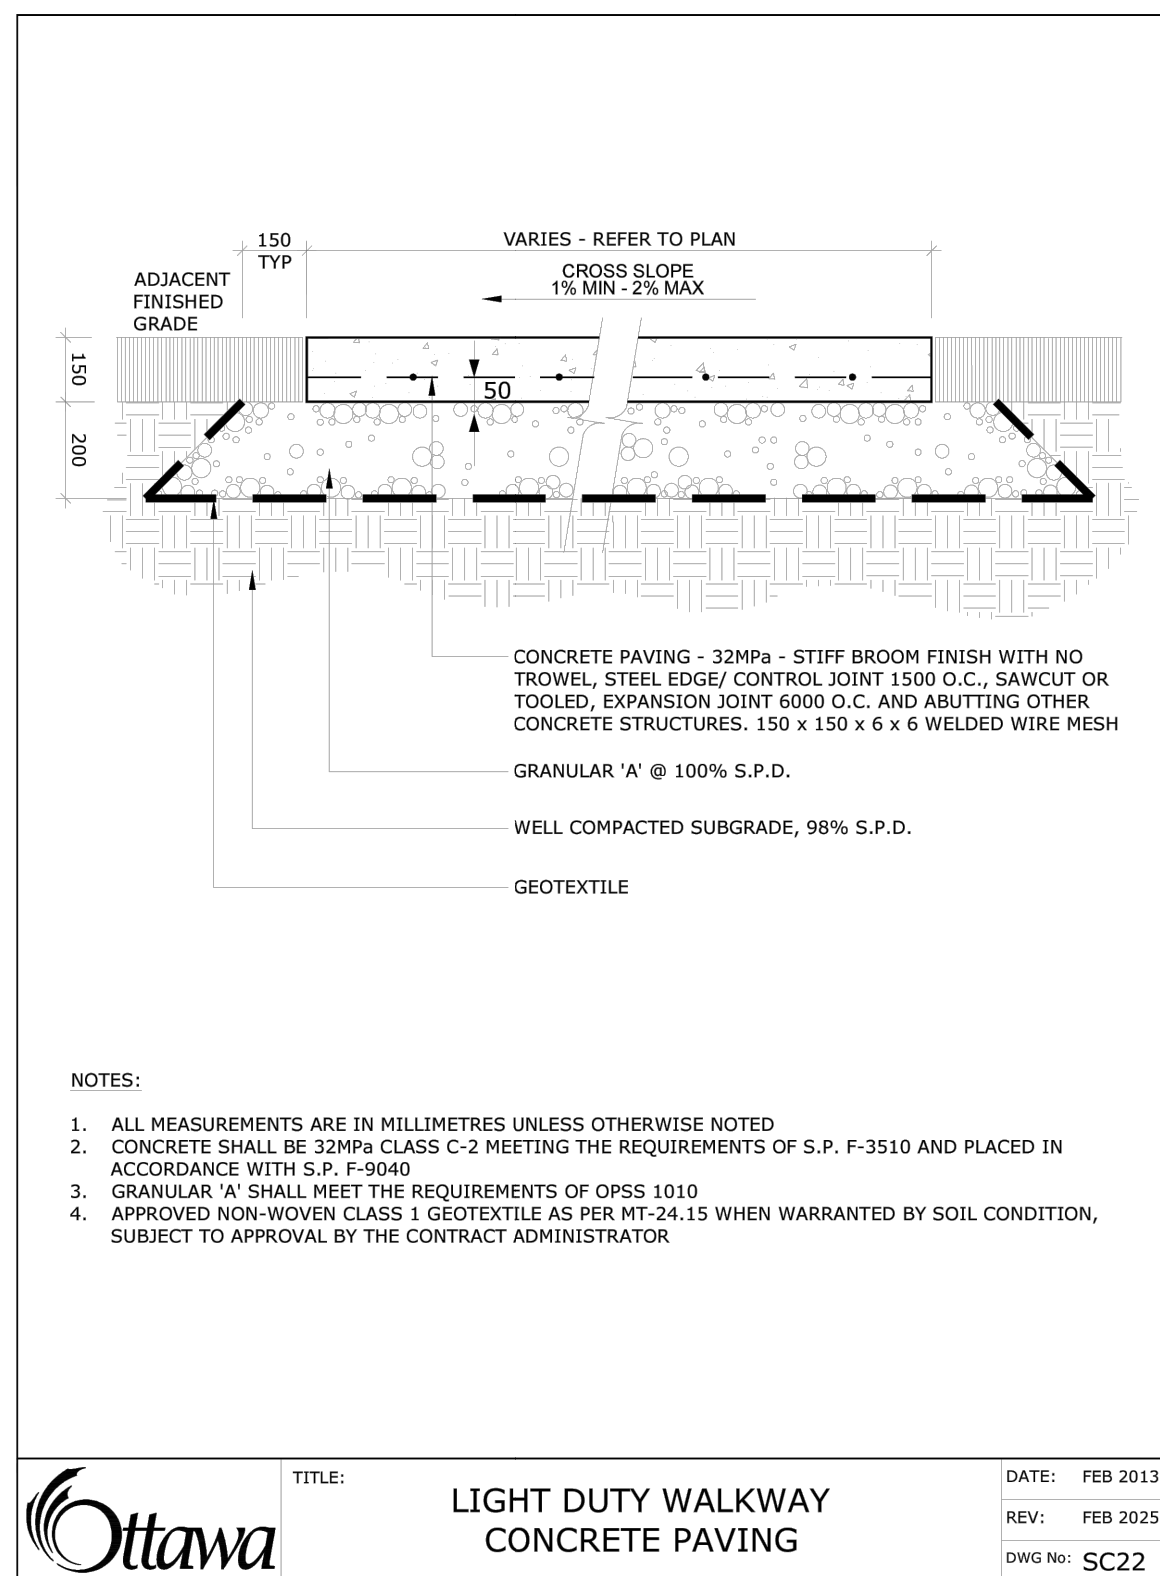 150
TYP
VARIES - REFER TO PLAN
CROSS SLOPE
1% MIN - 2% MAX
ADJACENT
FINISHED
GRADE
150
50
200
CONCRETE PAVING - 32MPa - STIFF BROOM FINISH WITH NO
TROWEL, STEEL EDGE/ CONTROL JOINT 1500 O.C., SAWCUT OR
TOOLED, EXPANSION JOINT 6000 O.C. AND ABUTTING OTHER
CONCRETE STRUCTURES. 150 x 150 x 6 x 6 WELDED WIRE MESH
GRANULAR 'A' @ 100% S.P.D.
WELL COMPACTED SUBGRADE, 98% S.P.D.
GEOTEXTILE
NOTES:
1. ALL MEASUREMENTS ARE IN MILLIMETRES UNLESS OTHERWISE NOTED
2. CONCRETE SHALL BE 32MPa CLASS C-2 MEETING THE REQUIREMENTS OF S.P. F-3510 AND PLACED IN
ACCORDANCE WITH S.P. F-9040
3. GRANULAR 'A' SHALL MEET THE REQUIREMENTS OF OPSS 1010
4. APPROVED NON-WOVEN CLASS 1 GEOTEXTILE AS PER MT-24.15 WHEN WARRANTED BY SOIL CONDITION,
SUBJECT TO APPROVAL BY THE CONTRACT ADMINISTRATOR
Ottawa
TITLE:
LIGHT DUTY WALKWAY
CONCRETE PAVING
DATE: FEB 2013
REV: FEB 2025
DWG No: SC22